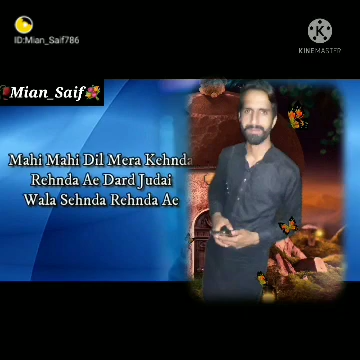 ID:Mian_Saif786
KINEMASTER
Mian_Saif
Mahi Mahi Dil Mera Kehnda
Rehnda Ae Dard Judai
Wala Sehnda Rehnda Ae